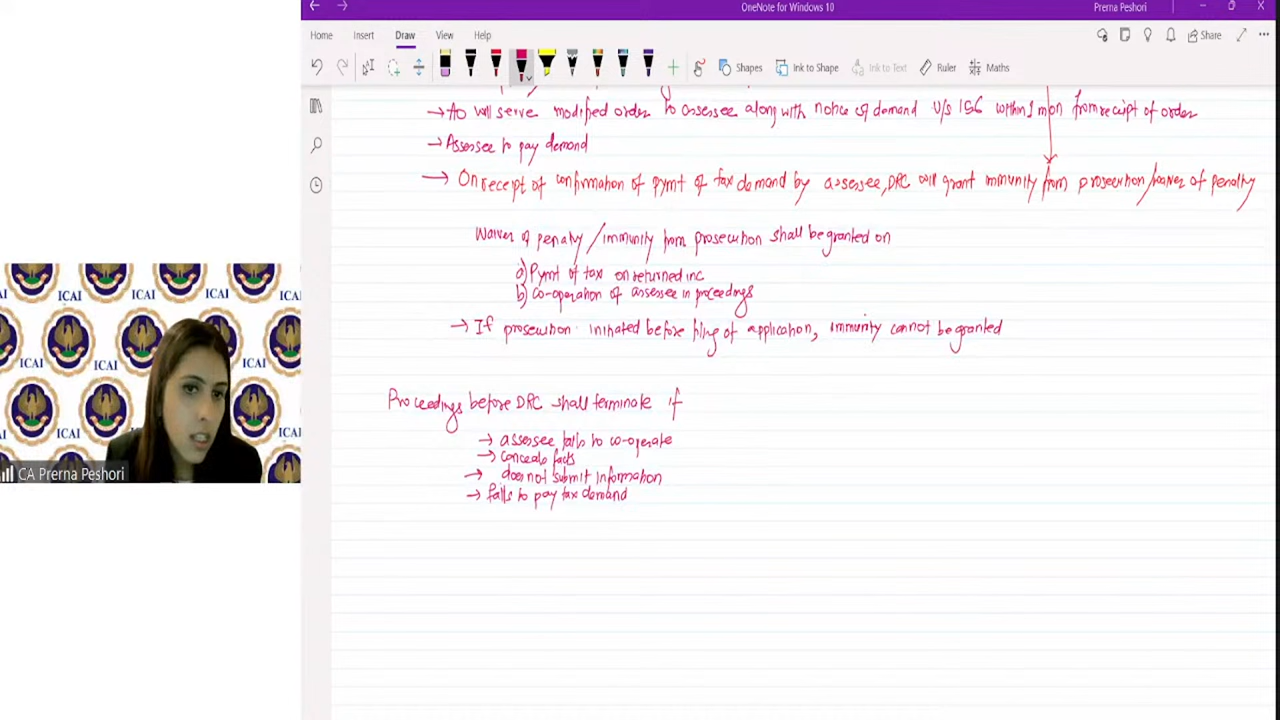 OneNote for Windows 10
Prerna Peshori
Home Insert Draw View Help
Share
Shapes Ink to Shape Ink to Text Ruler Maths
→ AO will serve modified order to assessee along with notice of demand u/s 156 within 1 mon from receipt of order
→ Assessee to pay demand
→ On receipt of confirmation of pymt of tax demand by assessee, DRC will grant immunity from prosecution/waiver of penalty
Waiver of penalty / immunity from prosecution shall be granted on
a) Pymt of tax on returned inc
b) Co-operation of assessee in proceedings
→ If prosecution initiated before filing of application, immunity cannot be granted
Proceedings before DRC shall terminate if
→ assessee fails to co-operate
→ conceals facts
→ does not submit information
→ fails to pay tax demand
ICAI ICAI ICAI
ICAI
CA Prerna Peshori